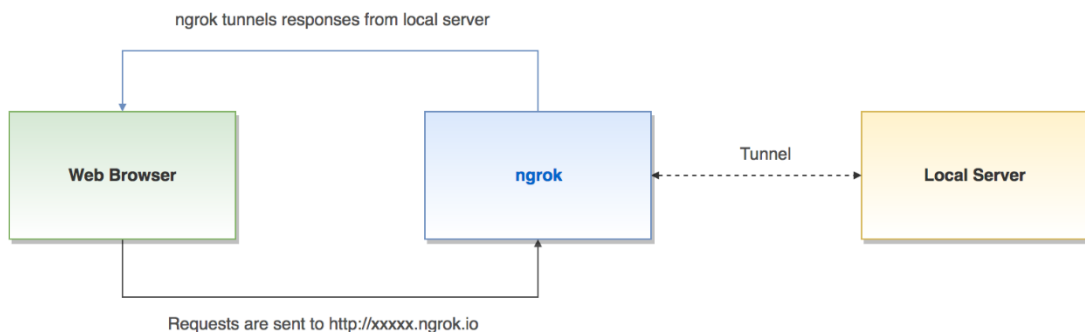 ngrok tunnels responses from local server
Web Browser
ngrok
Tunnel
Local Server
Requests are sent to http://xxxxx.ngrok.io